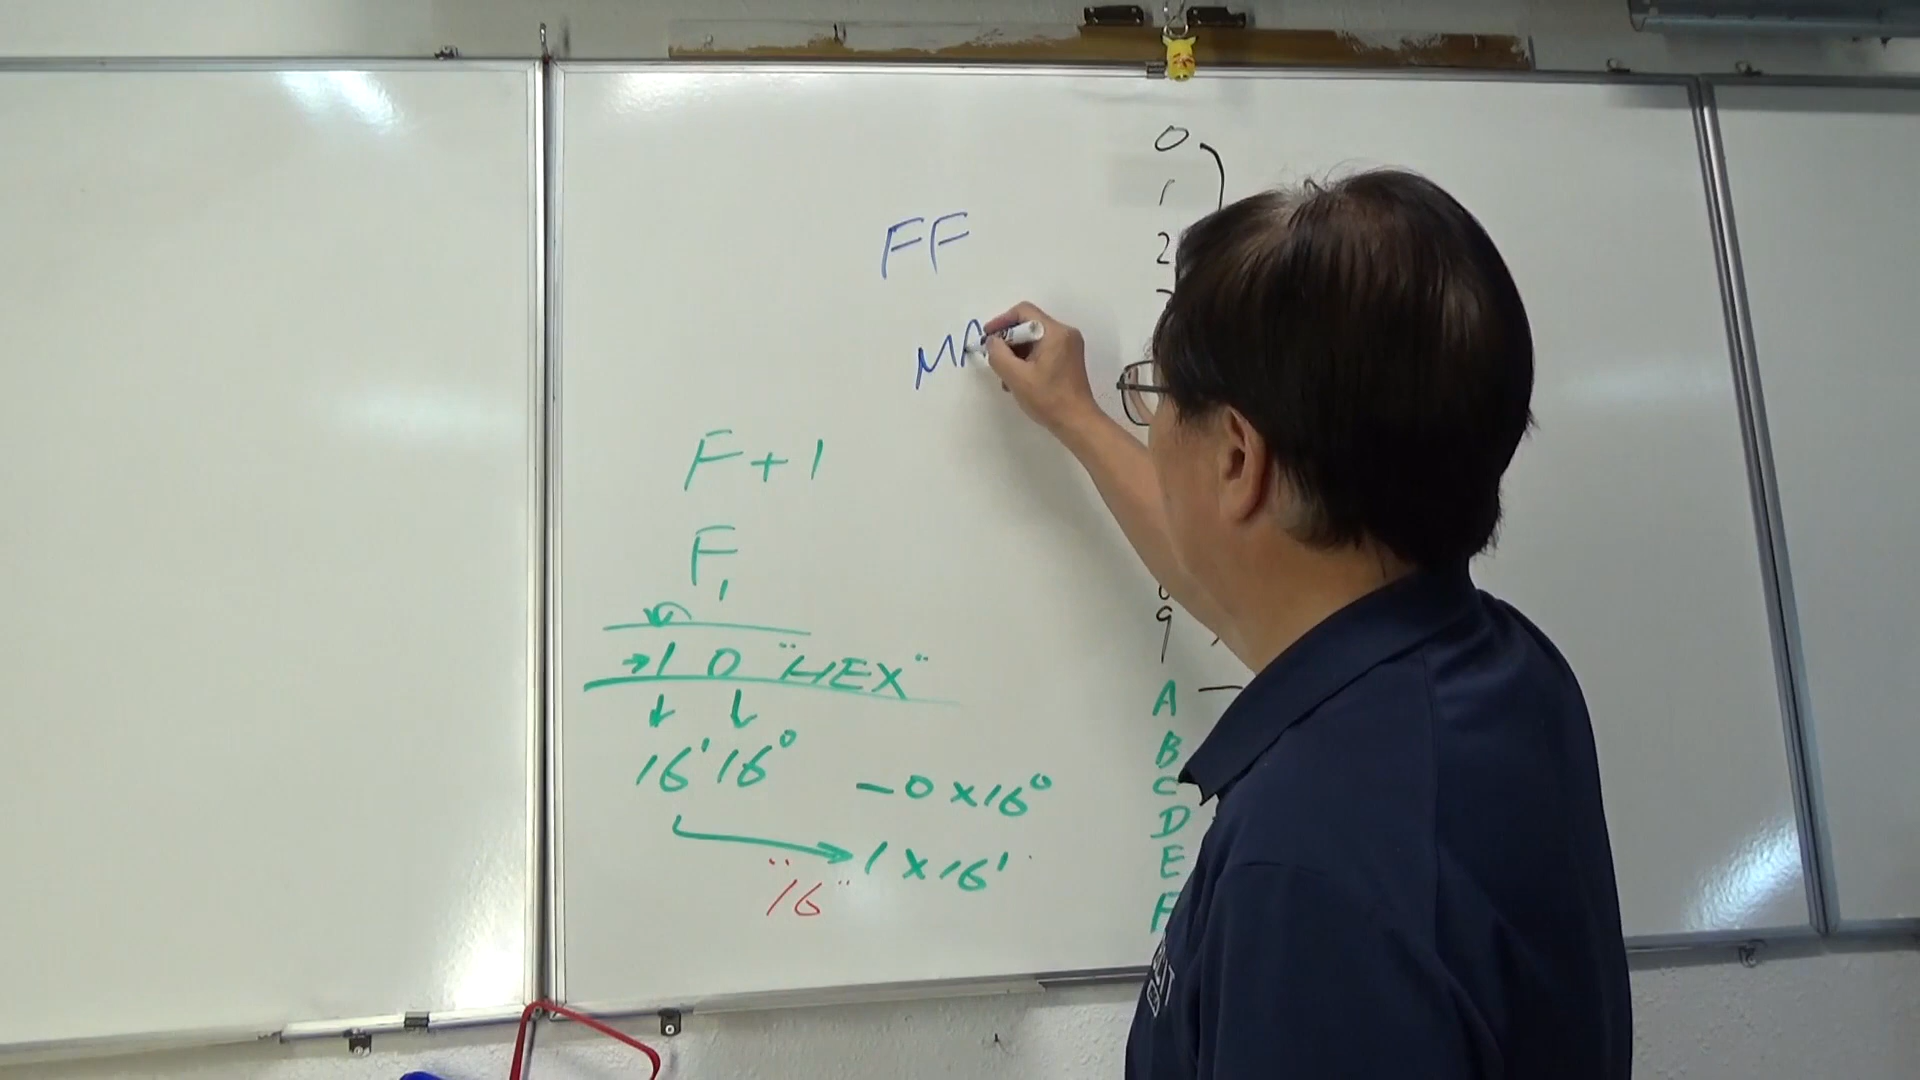 FF
MA
F+1
F
1
→1 0 "HEX"
↓ ↓
16¹ 16⁰
-0×16⁰
1×16¹
"16"
0
1
2
9
A
B
C
D
E
F